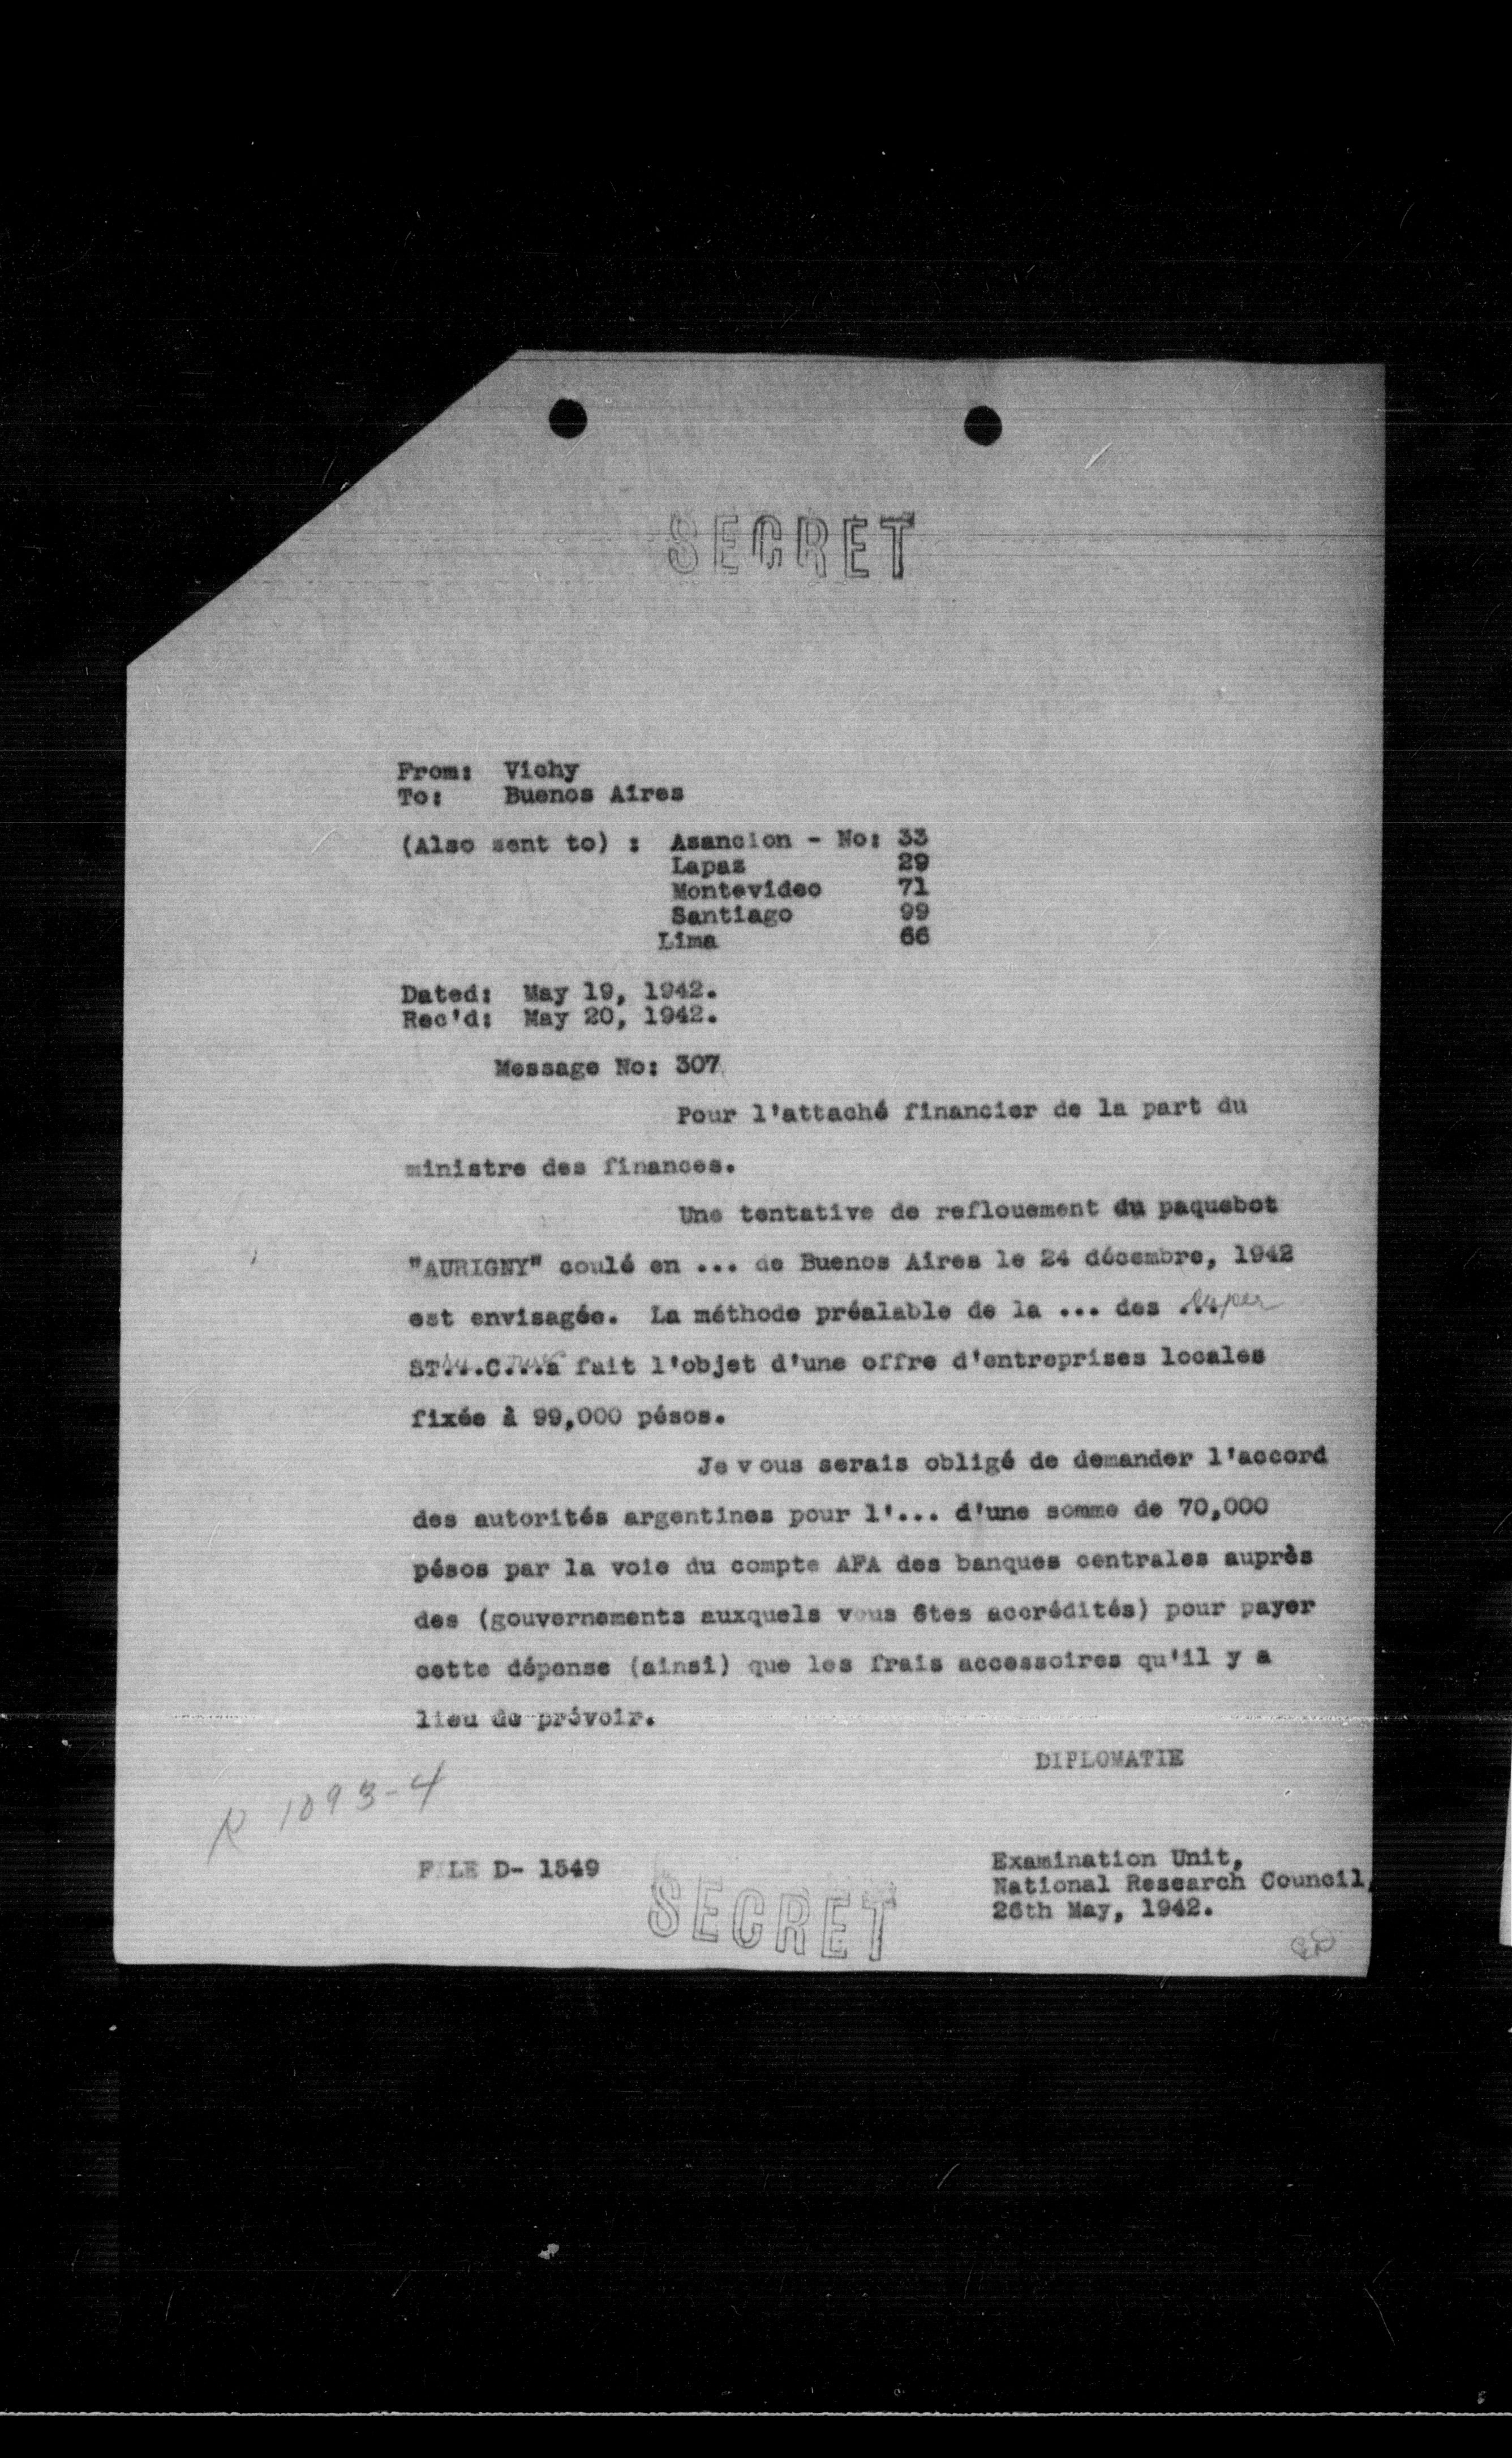 SECRET
From: Vichy
To: Buenos Aires
(Also sent to) : Asancion - No: 33
Lapaz 29
Montevideo 71
Santiago 99
Lima 66
Dated: May 19, 1942.
Rec'd: May 20, 1942.
Message No: 307
Pour l'attaché financier de la part du
ministre des finances.
Une tentative de reflouement du paquebot
"AURIGNY" coulé en ... de Buenos Aires le 24 décembre, 1942
est envisagée. La méthode préalable de la ... des ... super
ST...C...a fait l'objet d'une offre d'entreprises locales
fixée à 99,000 pésos.
Je vous serais obligé de demander l'accord
des autorités argentines pour l'... d'une somme de 70,000
pésos par la voie du compte AFA des banques centrales auprès
des (gouvernements auxquels vous êtes accrédités) pour payer
cette dépense (ainsi) que les frais accessoires qu'il y a
lieu de prévoir.
DIPLOMATIE
R 1093-4
FILE D- 1549
Examination Unit,
National Research Council,
26th May, 1942.
SECRET